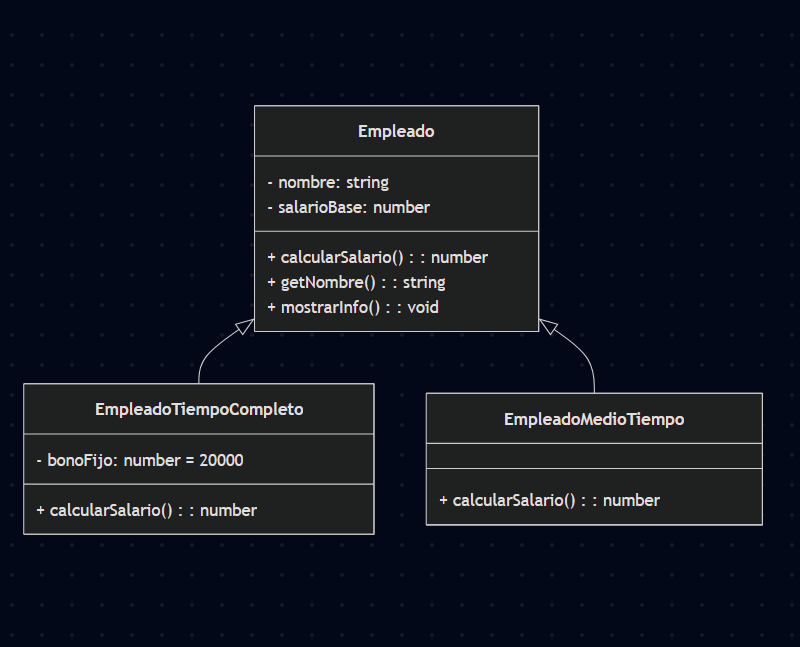 Empleado
- nombre: string
- salarioBase: number
+ calcularSalario() : : number
+ getNombre() : : string
+ mostrarInfo() : : void
EmpleadoTiempoCompleto
- bonoFijo: number = 20000
+ calcularSalario() : : number
EmpleadoMedioTiempo
+ calcularSalario() : : number